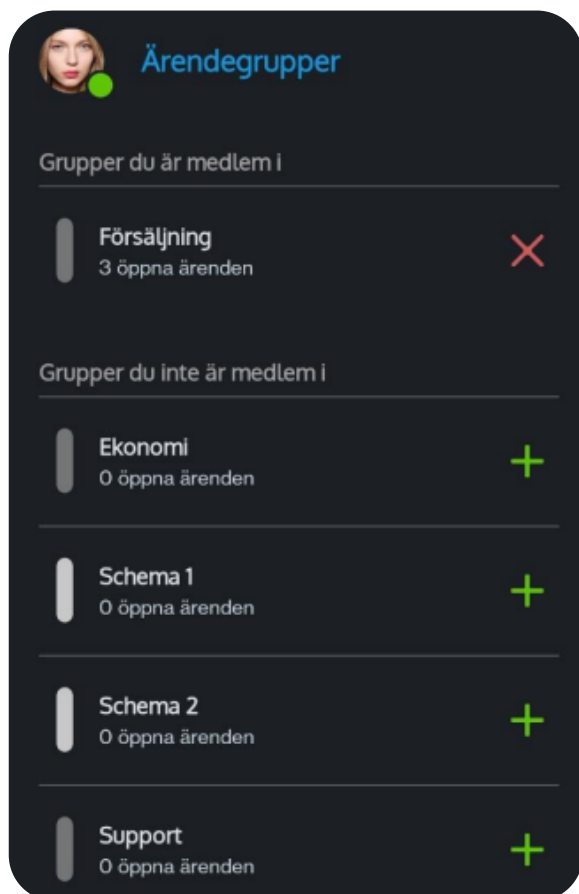 Ärendegrupper
Grupper du är medlem i
Försäljning
3 öppna ärenden
Grupper du inte är medlem i
Ekonomi
0 öppna ärenden
Schema 1
0 öppna ärenden
Schema 2
0 öppna ärenden
Support
0 öppna ärenden